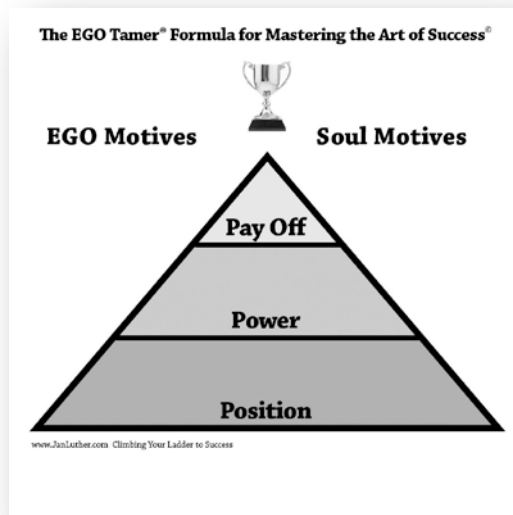 The EGO Tamer® Formula for Mastering the Art of Success©
EGO Motives
Soul Motives
Pay Off
Power
Position
www.JanLuther.com Climbing Your Ladder to Success